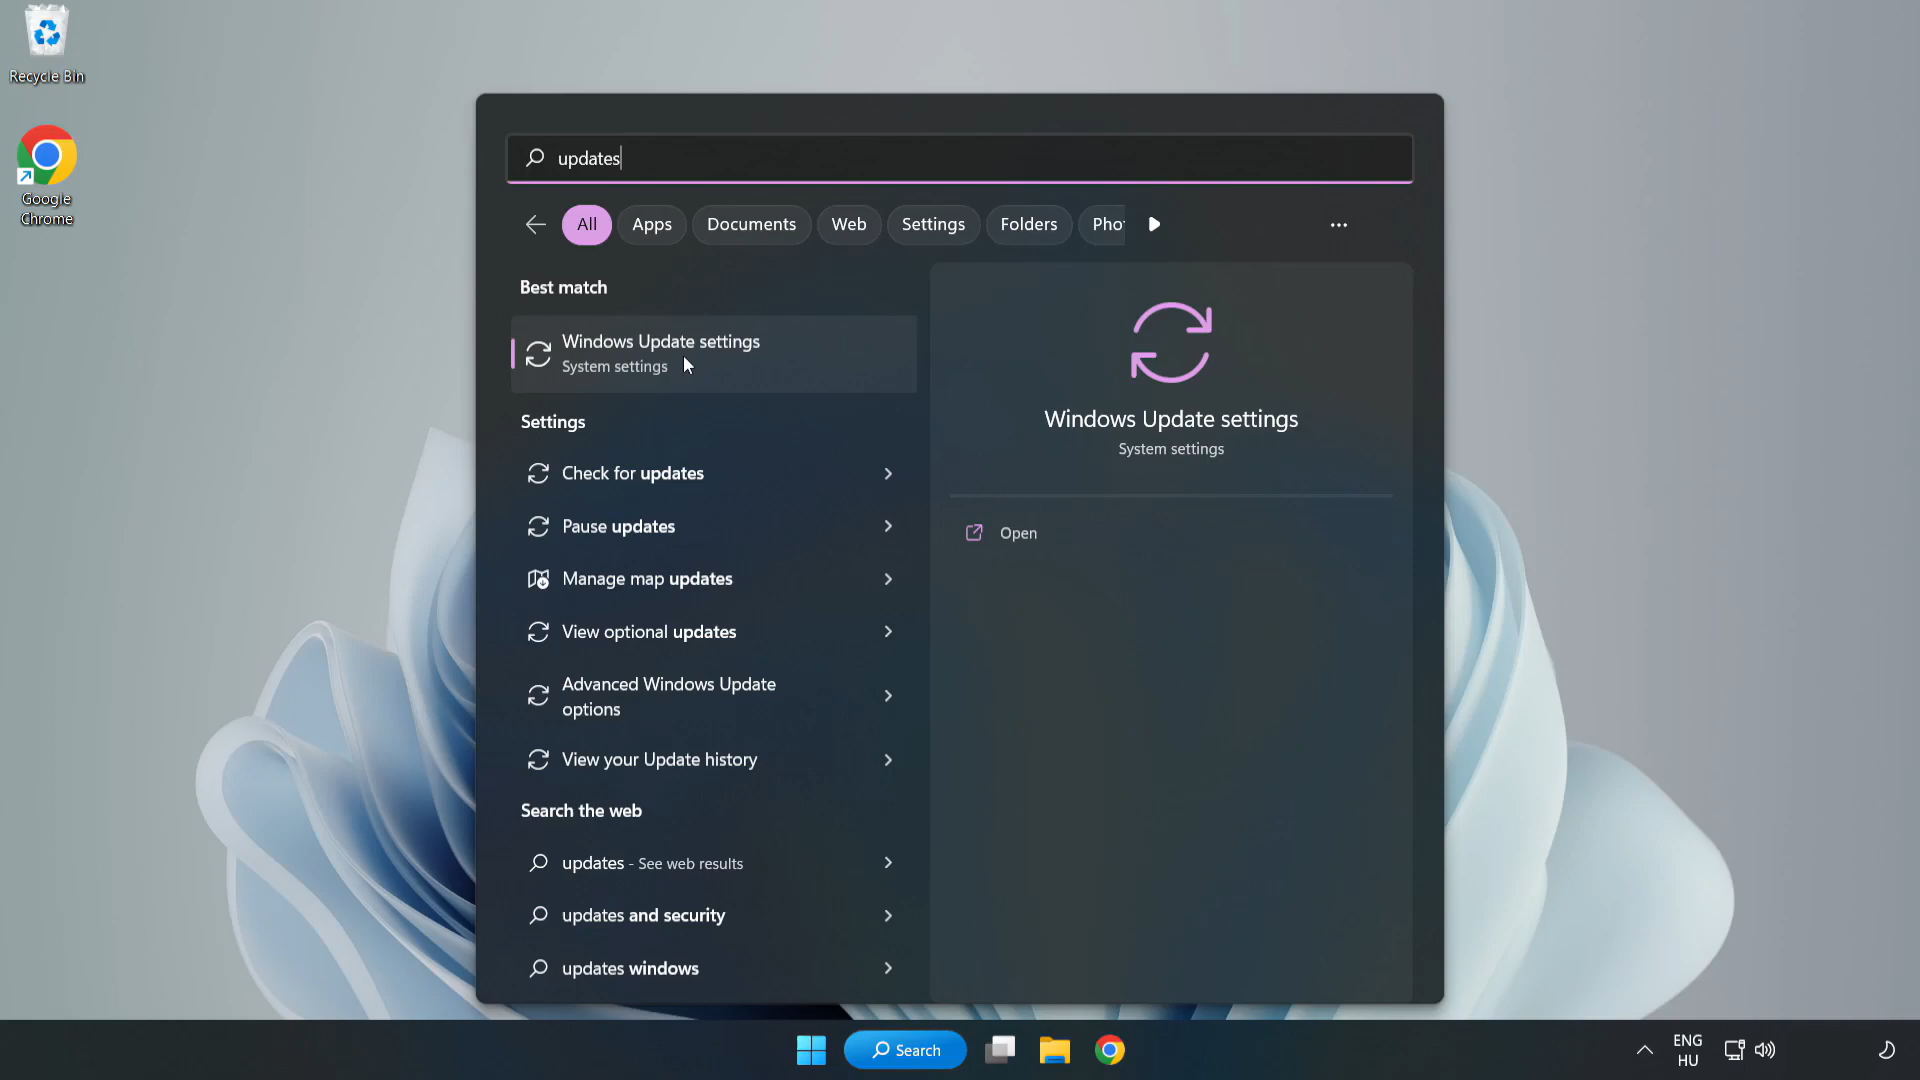 Recycle Bin
Google
Chrome
updates
All
Apps
Documents
Web
Settings
Folders
Best match
Windows Update settings
System settings
Settings
Check for updates
Pause updates
Manage map updates
View optional updates
Advanced Windows Update
options
View your Update history
Search the web
updates - See web results
updates and security
updates windows
Windows Update settings
System settings
Open
Search
ENG
HU